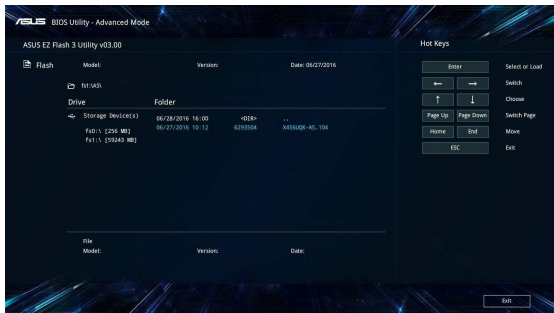 ASUS BIOS Utility - Advanced Mode
ASUS EZ Flash 3 Utility v03.00
Hot Keys
Flash Model: Version: Date: 06/27/2016
fs1:\AS\
Drive Folder
Storage Device(s) 06/28/2016 16:00 <DIR> ..
06/27/2016 10:12 6293504 X456UQK-AS.104
fs0:\ [256 MB]
fs1:\ [59243 MB]
File
Model: Version: Date:
Enter Select or Load
← → Switch
↑ ↓ Choose
Page Up Page Down Switch Page
Home End Move
ESC Exit
Exit